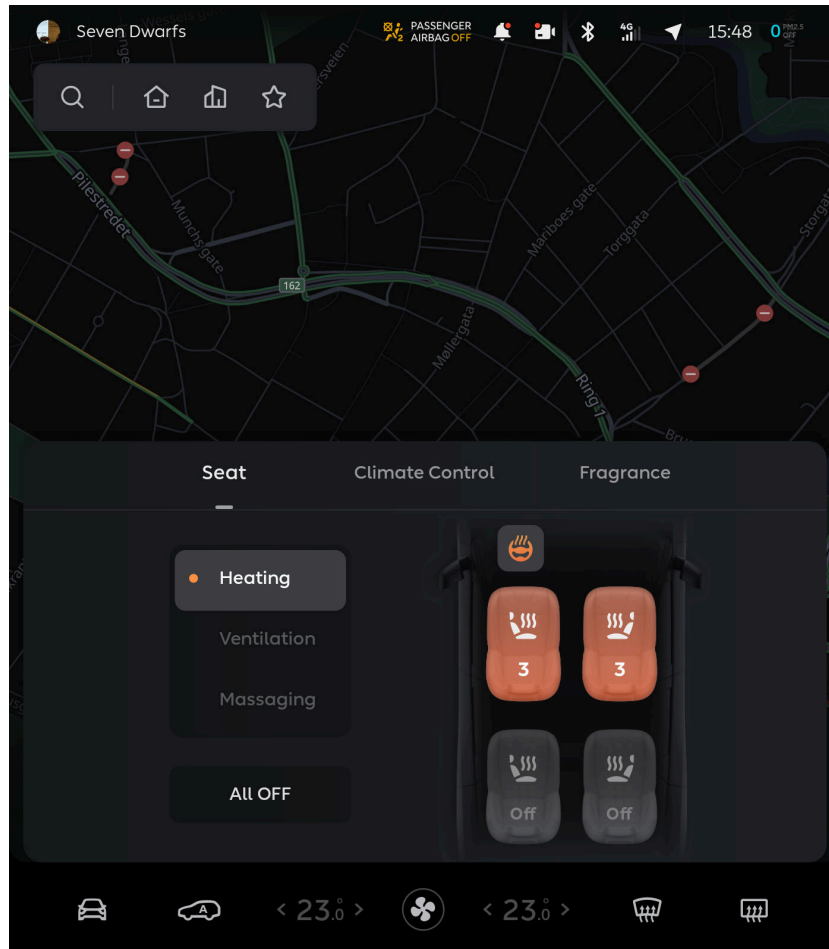 Seven Dwarfs
PASSENGER
AIRBAG OFF
2
4G
15:48
0
PM2.5
OFF
Pilestredet
Munchs gate
162
Mariboes gate
Torggata
Møllergata
Ring 1
Seat
Climate Control
Fragrance
Heating
Ventilation
Massaging
All OFF
3
3
Off
Off
A
< 23.0° >
< 23.0° >